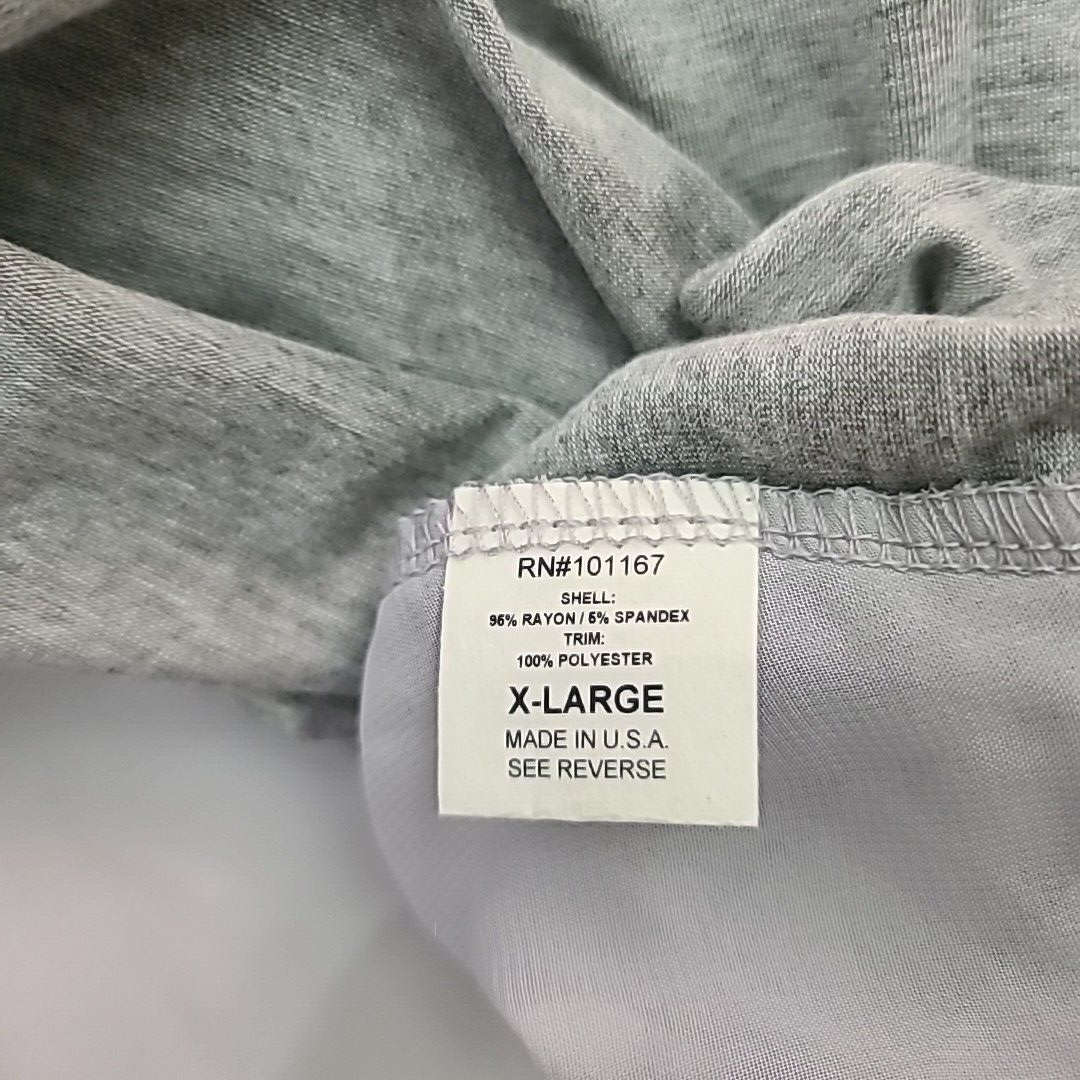 RN#101167
SHELL:
95% RAYON / 5% SPANDEX
TRIM:
100% POLYESTER
X-LARGE
MADE IN U.S.A.
SEE REVERSE